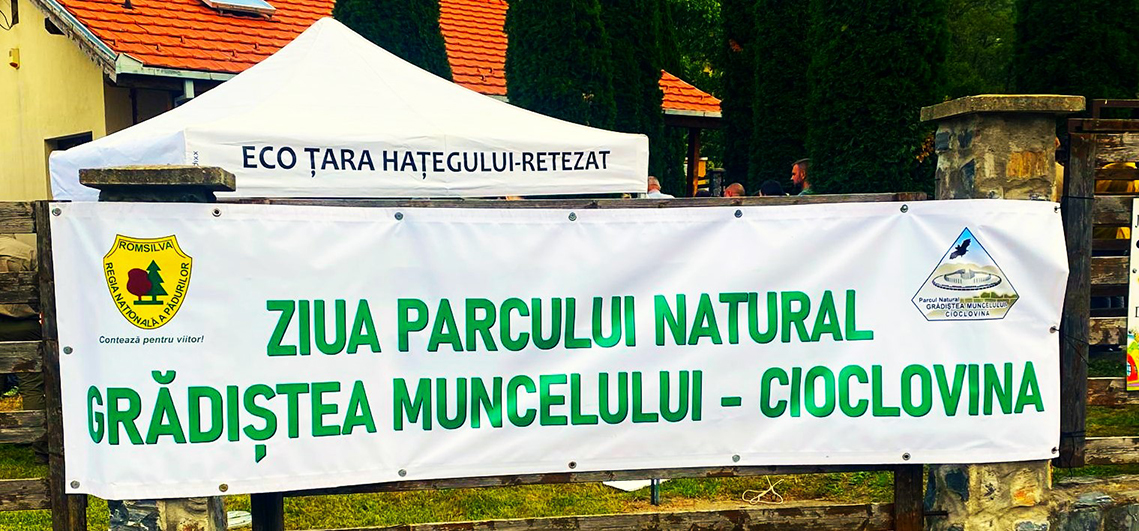 ECO ȚARA HAȚEGULUI-RETEZAT
ROMSILVA
REGIA NAȚIONALĂ A PĂDURILOR
Contează pentru viitor!
Parcul Natural
GRĂDIȘTEA MUNCELULUI
CIOCLOVINA
ZIUA PARCULUI NATURAL
GRĂDIȘTEA MUNCELULUI - CIOCLOVINA